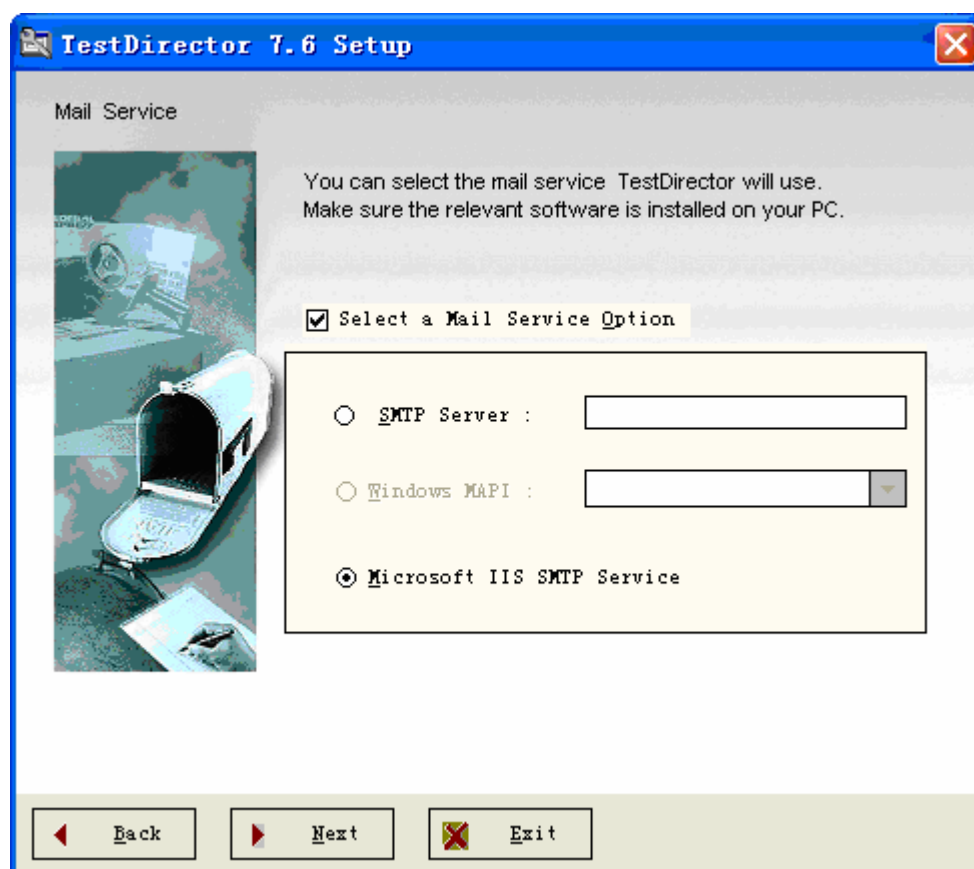 TestDirector 7.6 Setup
Mail Service
You can select the mail service TestDirector will use.
Make sure the relevant software is installed on your PC.
Select a Mail Service Option
SMTP Server :
Windows MAPI :
Microsoft IIS SMTP Service
Back
Next
Exit